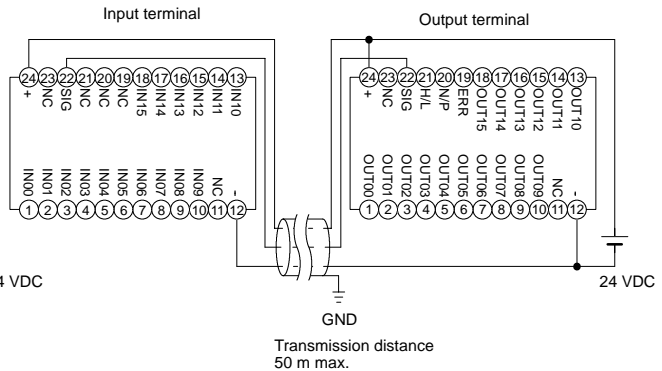 Input terminal
Output terminal
24 23 22 21 20 19 18 17 16 15 14 13
+ NC SIG NC NC NC IN15 IN14 IN13 IN12 IN11 IN10
IN00 IN01 IN02 IN03 IN04 IN05 IN06 IN07 IN08 IN09 NC -
1 2 3 4 5 6 7 8 9 10 11 12
24 23 22 21 20 19 18 17 16 15 14 13
+ NC SIG H/L N/P ERR OUT15 OUT14 OUT13 OUT12 OUT11 OUT10
OUT00 OUT01 OUT02 OUT03 OUT04 OUT05 OUT06 OUT07 OUT08 OUT09 NC -
1 2 3 4 5 6 7 8 9 10 11 12
4 VDC
24 VDC
GND
Transmission distance
50 m max.